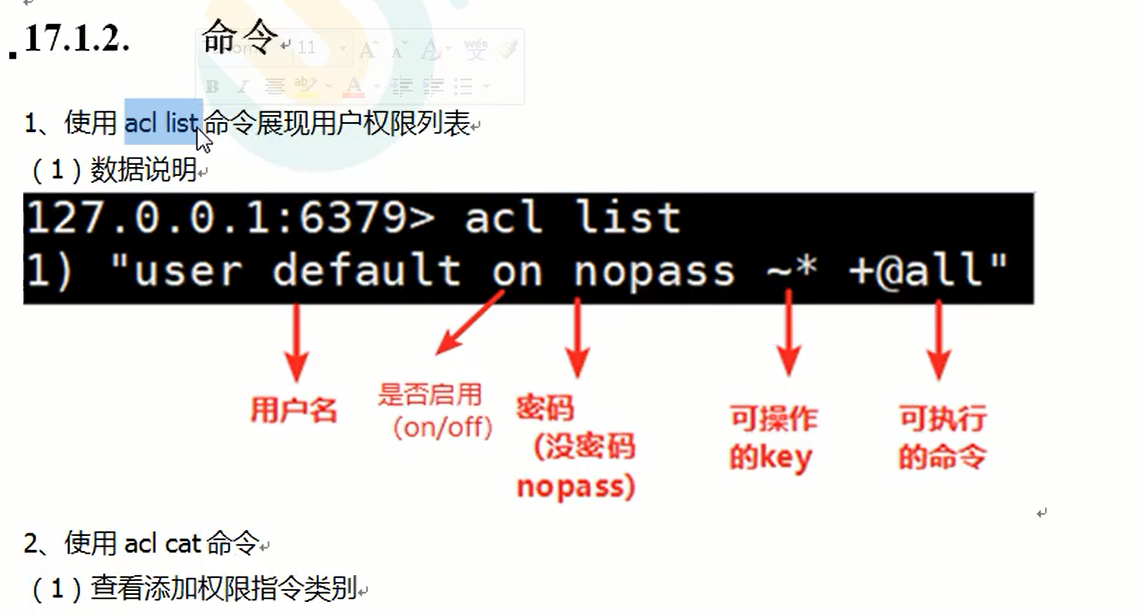 17.1.2. 命令
11
wén
B I ab A
1、使用 acl list 命令展现用户权限列表
（1）数据说明
127.0.0.1:6379> acl list
1) "user default on nopass ~* +@all"
用户名
是否启用
（on/off）
密码
（没密码
nopass）
可操作
的key
可执行
的命令
2、使用 acl cat 命令
（1）查看添加权限指令类别